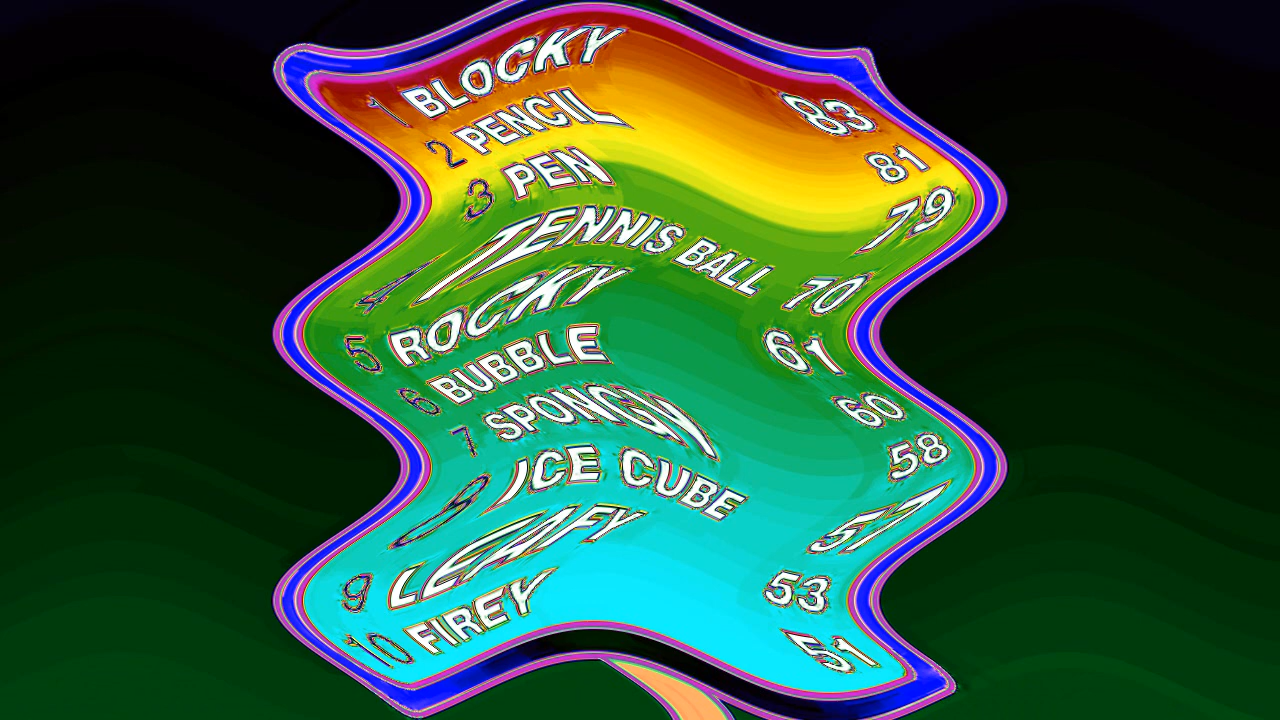 1 BLOCKY 83
2 PENCIL 81
3 PEN 79
4 TENNIS BALL 70
5 ROCKY 61
6 BUBBLE 60
7 SPONGY 58
8 ICE CUBE 57
9 LEAFY 53
10 FIREY 51